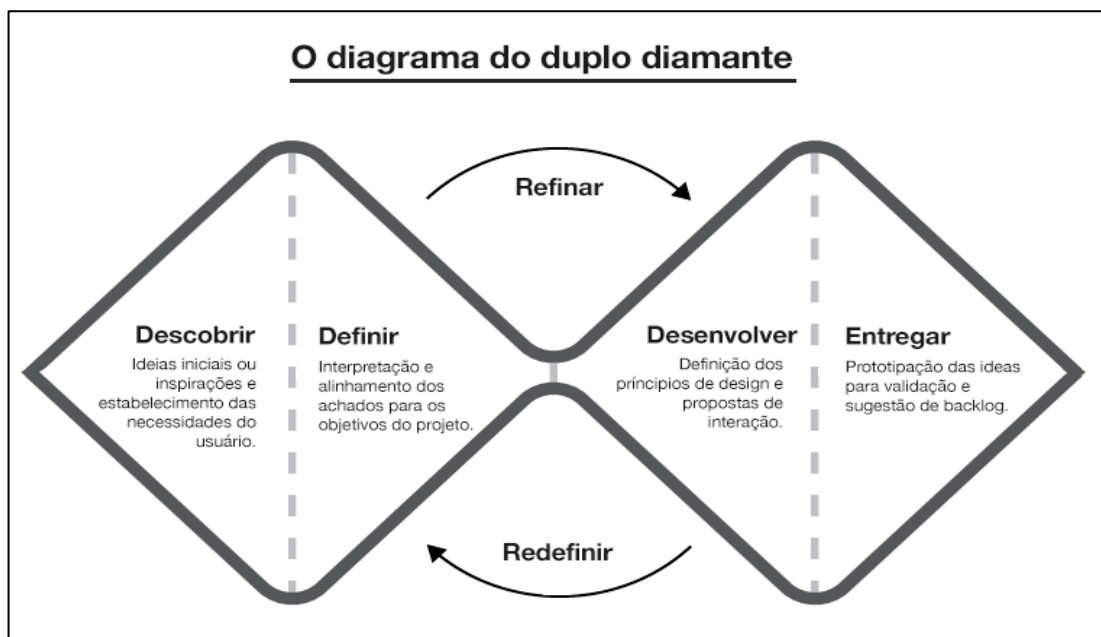 O diagrama do duplo diamante
Refinar
Descobrir
Ideias iniciais ou
inspirações e
estabelecimento das
necessidades do
usuário.
Definir
Interpretação e
alinhamento dos
achados para os
objetivos do projeto.
Desenvolver
Definição dos
príncipios de design e
propostas de
interação.
Entregar
Prototipação das ideias
para validação e
sugestão de backlog.
Redefinir